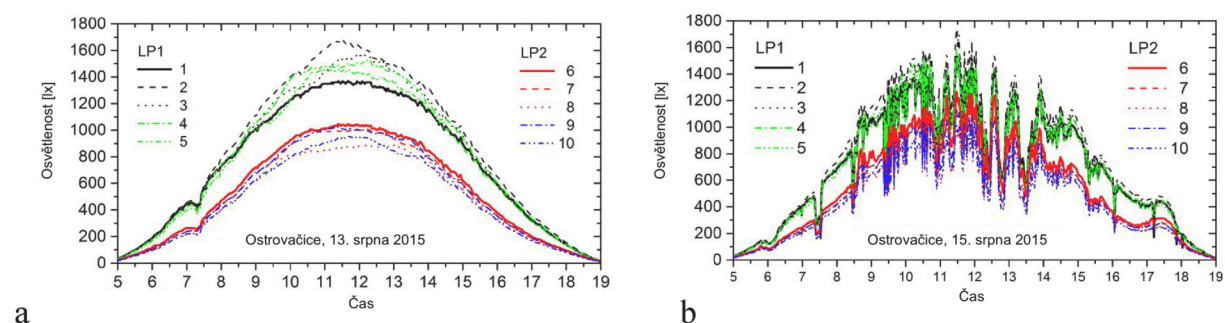 1600
1400
1200
1000
800
600
400
200
0
Osvětlenost [lx]
LP1
1
2
3
4
5
LP2
6
7
8
9
10
Ostrovačice, 13. srpna 2015
5 6 7 8 9 10 11 12 13 14 15 16 17 18 19
Čas
a
1800
1600
1400
1200
1000
800
600
400
200
0
Osvětlenost [lx]
LP1
1
2
3
4
5
LP2
6
7
8
9
10
Ostrovačice, 15. srpna 2015
5 6 7 8 9 10 11 12 13 14 15 16 17 18 19
Čas
b